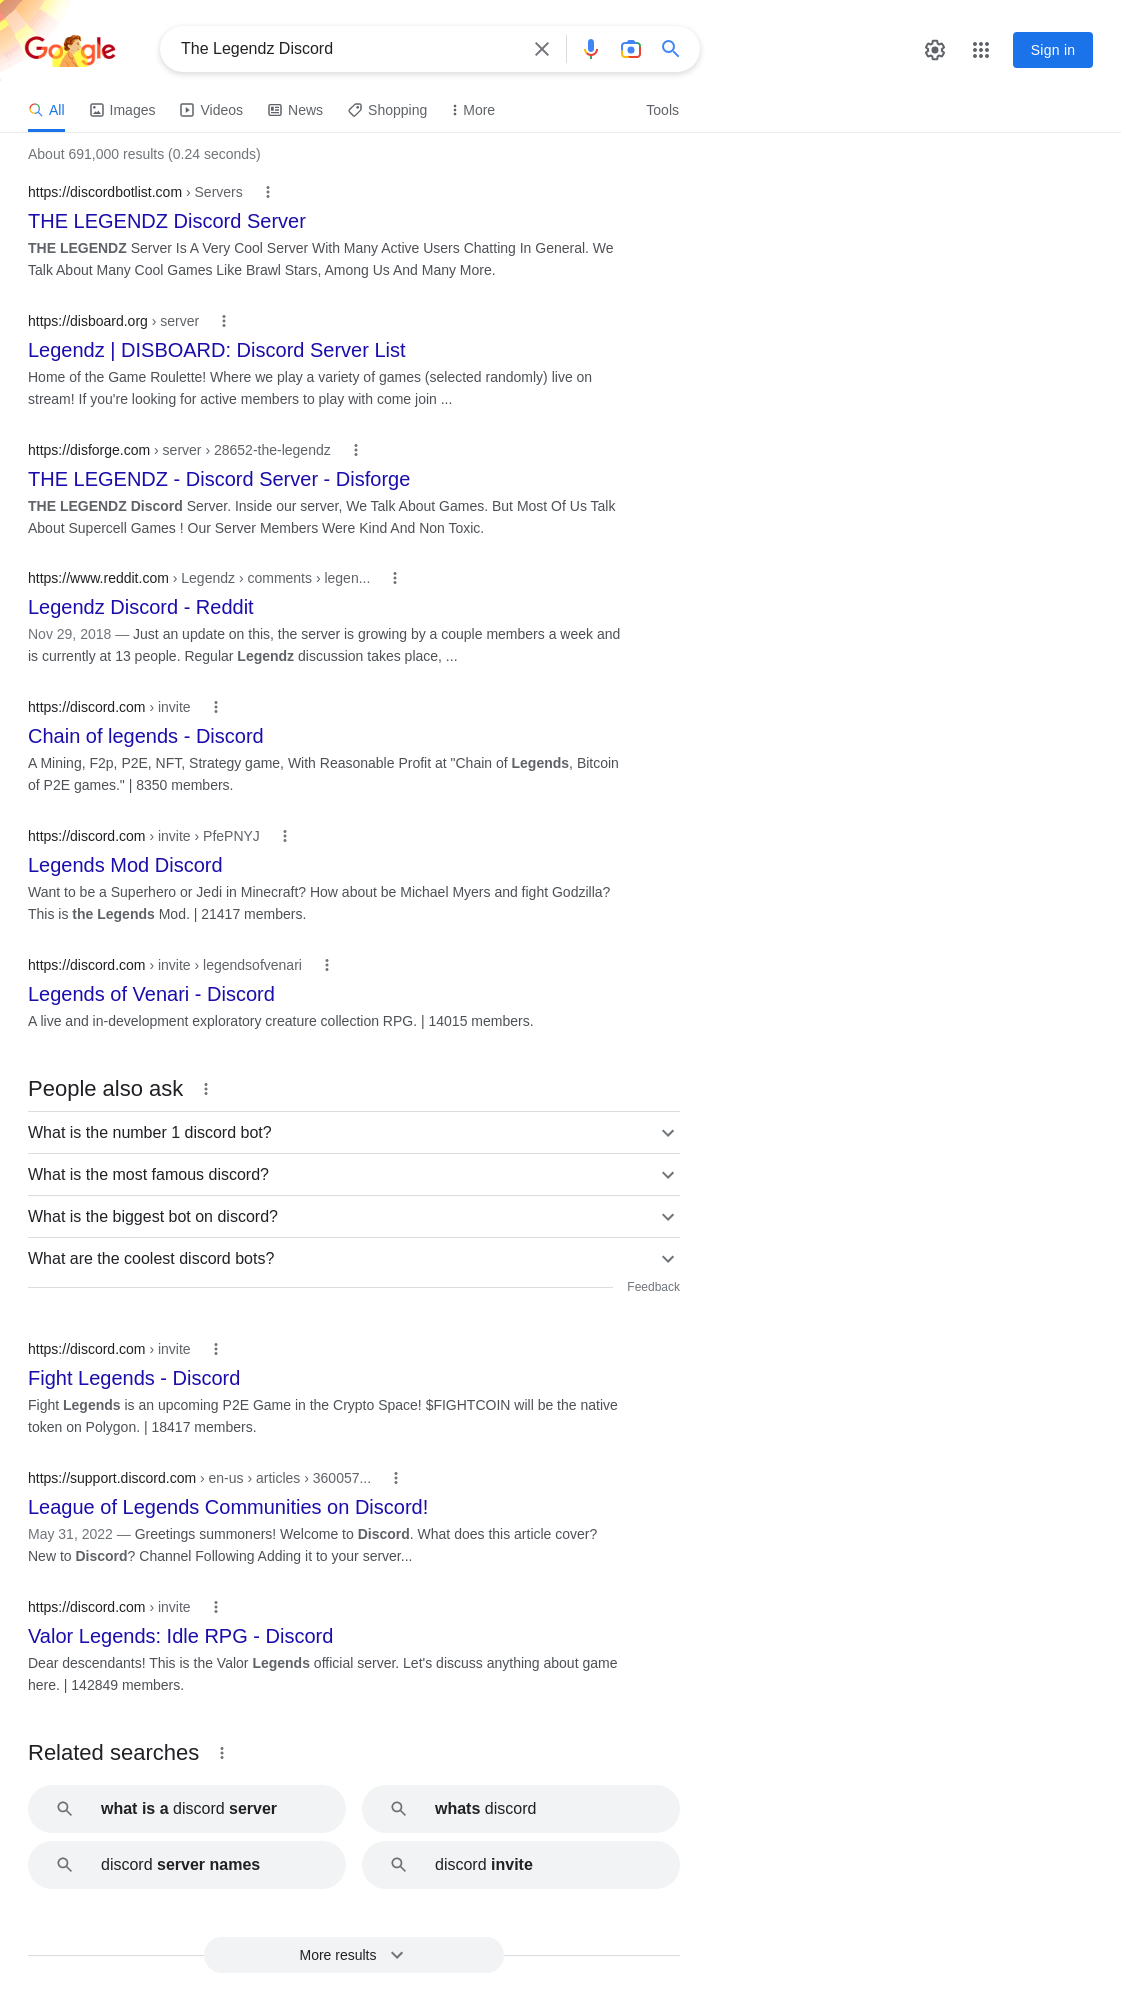 Google
The Legendz Discord
Sign in
All
Images
Videos
News
Shopping
More
Tools
About 691,000 results (0.24 seconds)
https://discordbotlist.com › Servers
THE LEGENDZ Discord Server
THE LEGENDZ Server Is A Very Cool Server With Many Active Users Chatting In General. We
Talk About Many Cool Games Like Brawl Stars, Among Us And Many More.
https://disboard.org › server
Legendz | DISBOARD: Discord Server List
Home of the Game Roulette! Where we play a variety of games (selected randomly) live on
stream! If you're looking for active members to play with come join ...
https://disforge.com › server › 28652-the-legendz
THE LEGENDZ - Discord Server - Disforge
THE LEGENDZ Discord Server. Inside our server, We Talk About Games. But Most Of Us Talk
About Supercell Games ! Our Server Members Were Kind And Non Toxic.
https://www.reddit.com › Legendz › comments › legen...
Legendz Discord - Reddit
Nov 29, 2018 — Just an update on this, the server is growing by a couple members a week and
is currently at 13 people. Regular Legendz discussion takes place, ...
https://discord.com › invite
Chain of legends - Discord
A Mining, F2p, P2E, NFT, Strategy game, With Reasonable Profit at "Chain of Legends, Bitcoin
of P2E games." | 8350 members.
https://discord.com › invite › PfePNYJ
Legends Mod Discord
Want to be a Superhero or Jedi in Minecraft? How about be Michael Myers and fight Godzilla?
This is the Legends Mod. | 21417 members.
https://discord.com › invite › legendsofvenari
Legends of Venari - Discord
A live and in-development exploratory creature collection RPG. | 14015 members.
People also ask
What is the number 1 discord bot?
What is the most famous discord?
What is the biggest bot on discord?
What are the coolest discord bots?
Feedback
https://discord.com › invite
Fight Legends - Discord
Fight Legends is an upcoming P2E Game in the Crypto Space! $FIGHTCOIN will be the native
token on Polygon. | 18417 members.
https://support.discord.com › en-us › articles › 360057...
League of Legends Communities on Discord!
May 31, 2022 — Greetings summoners! Welcome to Discord. What does this article cover?
New to Discord? Channel Following Adding it to your server...
https://discord.com › invite
Valor Legends: Idle RPG - Discord
Dear descendants! This is the Valor Legends official server. Let's discuss anything about game
here. | 142849 members.
Related searches
what is a discord server
whats discord
discord server names
discord invite
More results